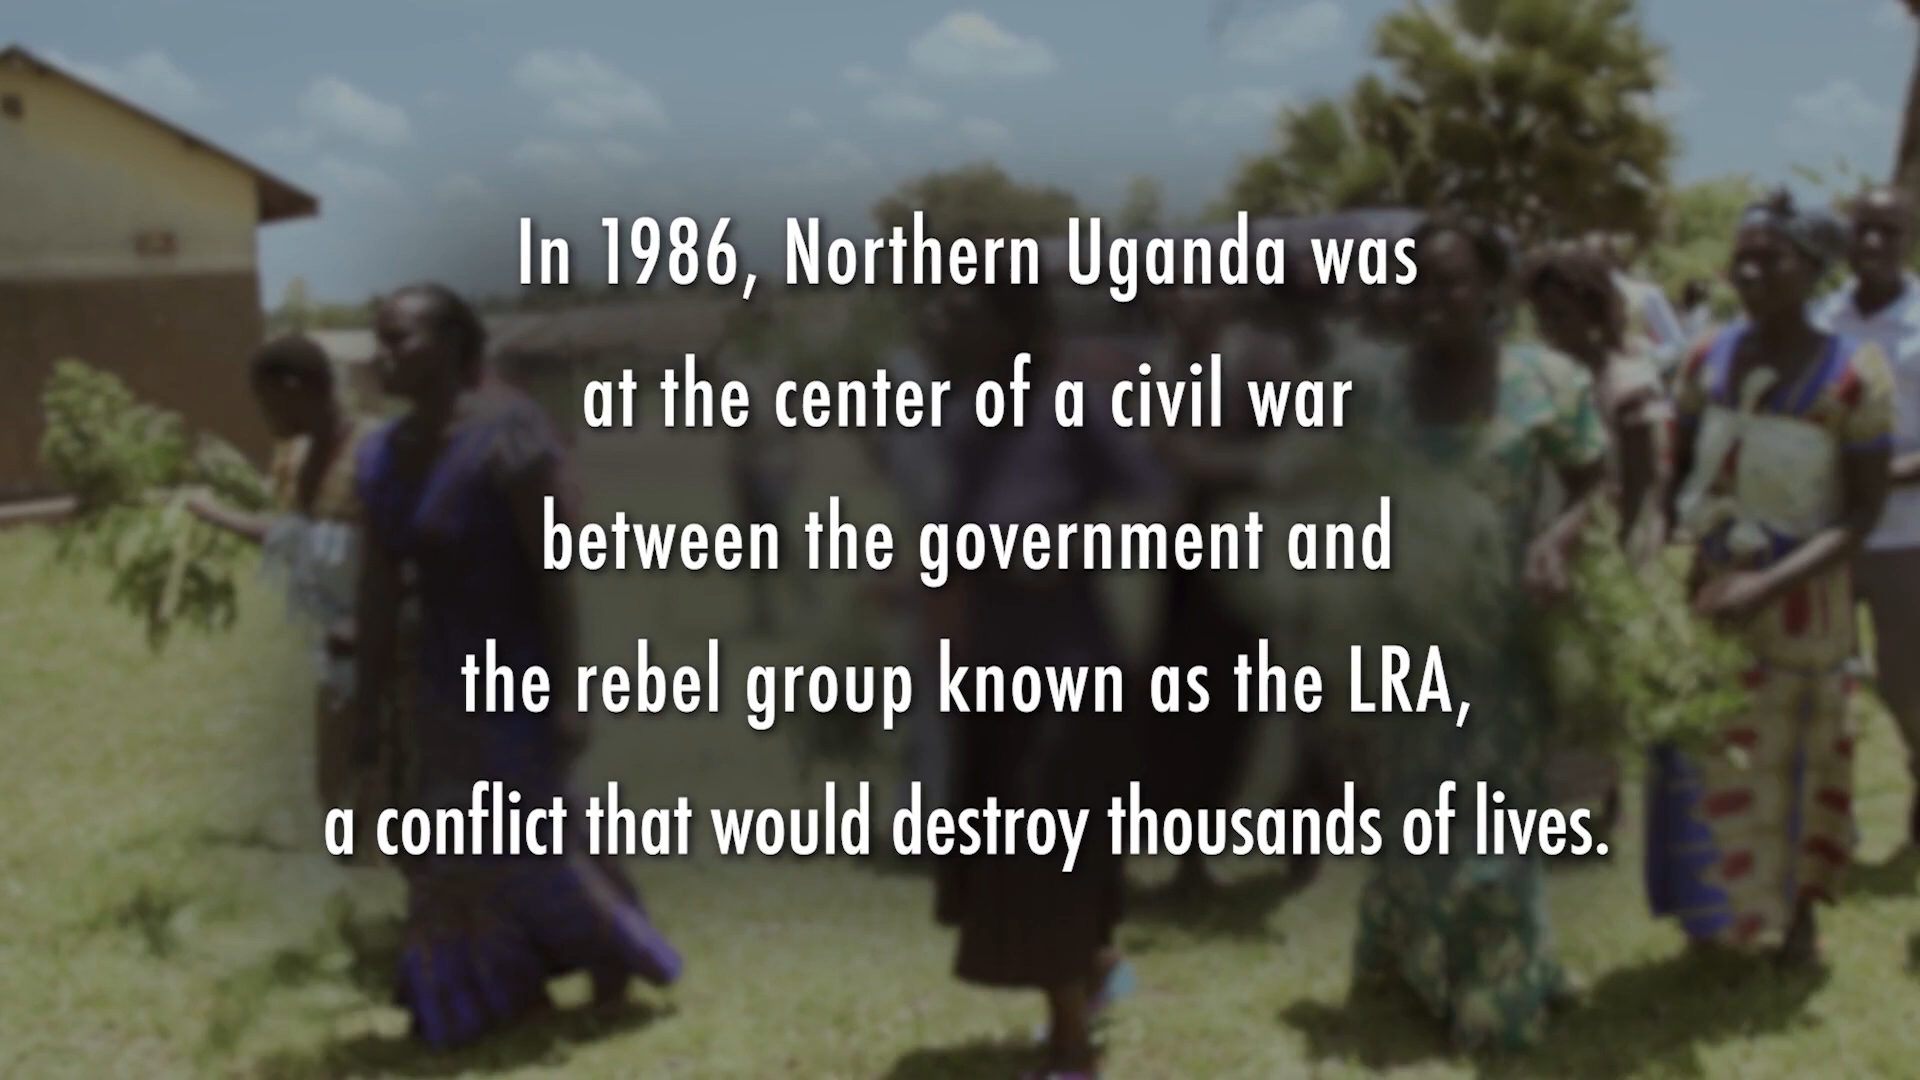 In 1986, Northern Uganda was
at the center of a civil war
between the government and
the rebel group known as the LRA,
a conflict that would destroy thousands of lives.